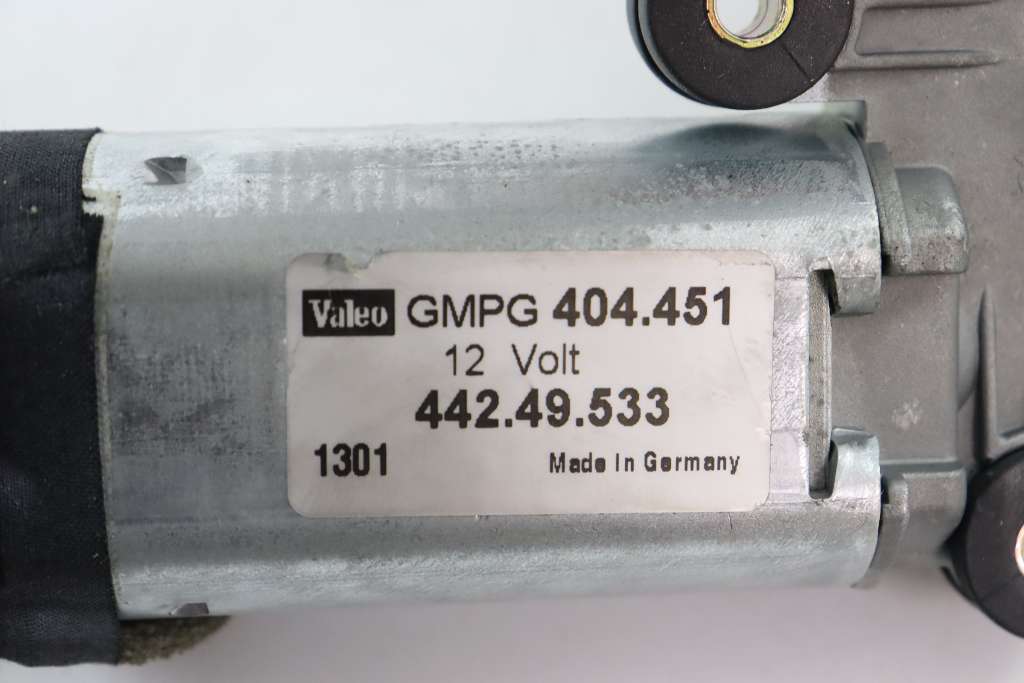 Valeo GMPG 404.451
12 Volt
442.49.533
1301 Made In Germany